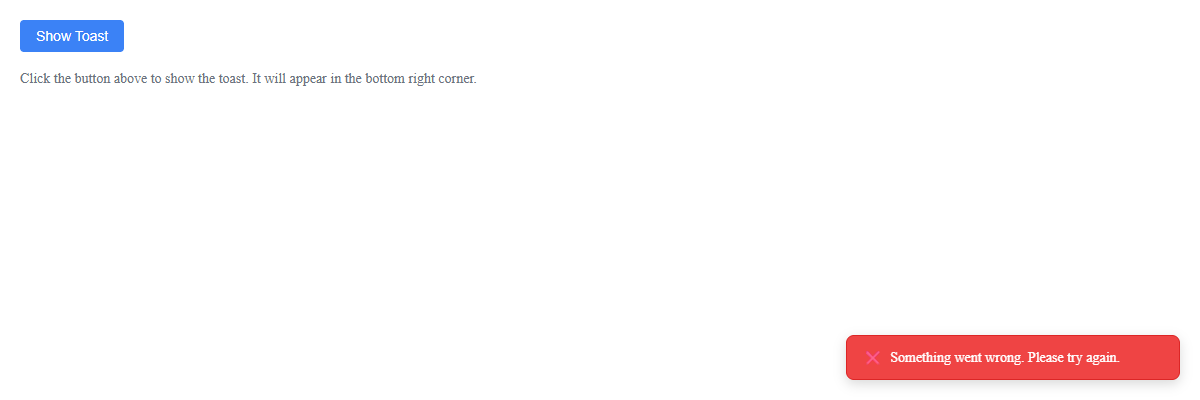 Show Toast
Click the button above to show the toast. It will appear in the bottom right corner.
Something went wrong. Please try again.